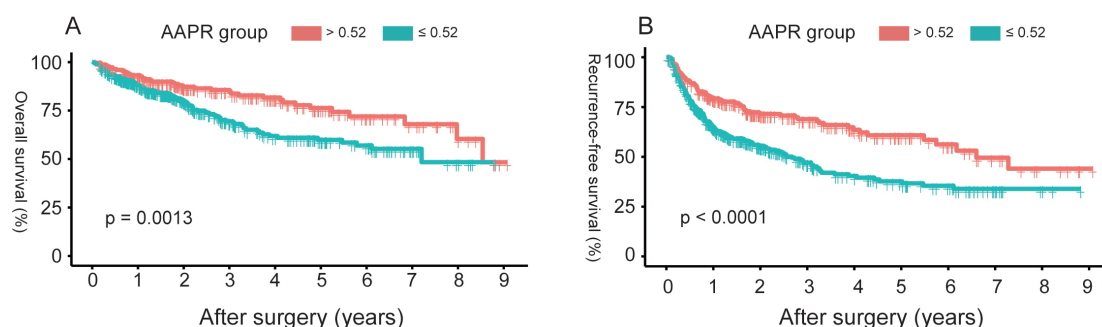 A
AAPR group > 0.52 ≤ 0.52
Overall survival (%)
100
75
50
25
0
p = 0.0013
0 1 2 3 4 5 6 7 8 9
After surgery (years)
B
AAPR group > 0.52 ≤ 0.52
Recurrence-free survival (%)
100
75
50
25
0
p < 0.0001
0 1 2 3 4 5 6 7 8 9
After surgery (years)